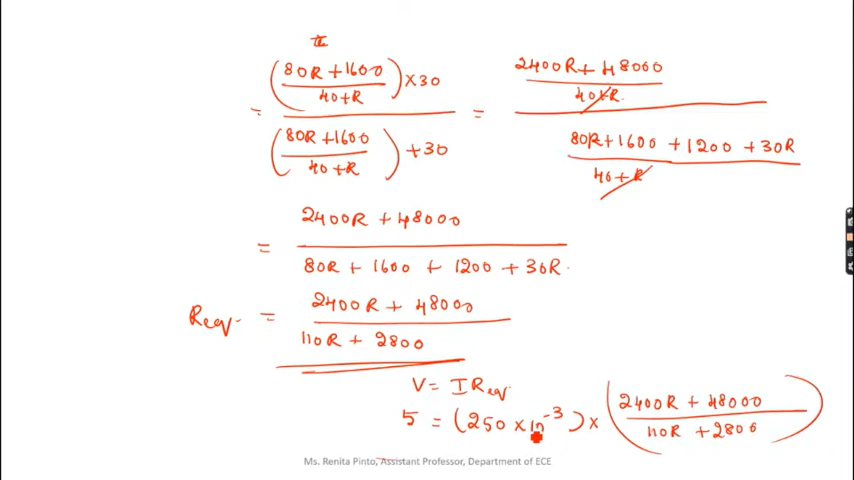 = ((80R + 1600)/(40+R)) × 30 / ((80R + 1600)/(40+R)) + 30 = (2400R + 48000)/(40+R) / (80R + 1600 + 1200 + 30R)/(40+R)
= (2400R + 48000)/(80R + 1600 + 1200 + 30R)
Req = (2400R + 48000)/(110R + 2800)
V = I Req
5 = (250 × 10⁻³) × ((2400R + 48000)/(110R + 2800))
Ms. Renita Pinto, Assistant Professor, Department of ECE